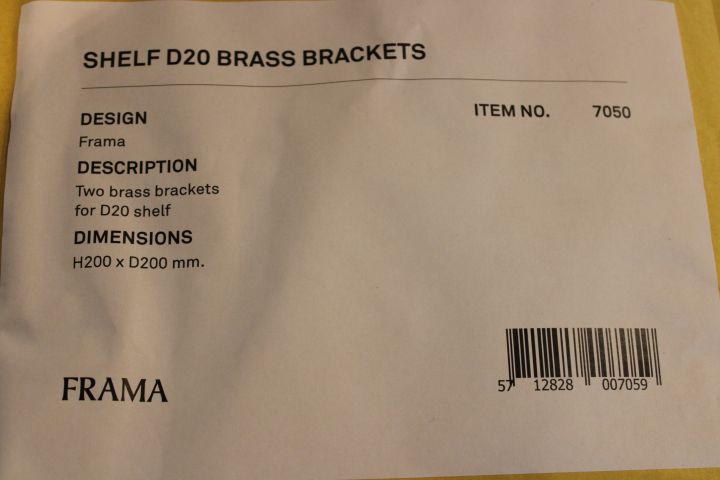 SHELF D20 BRASS BRACKETS
DESIGN
Frama
ITEM NO. 7050
DESCRIPTION
Two brass brackets
for D20 shelf
DIMENSIONS
H200 x D200 mm.
FRAMA
57 12828 007059